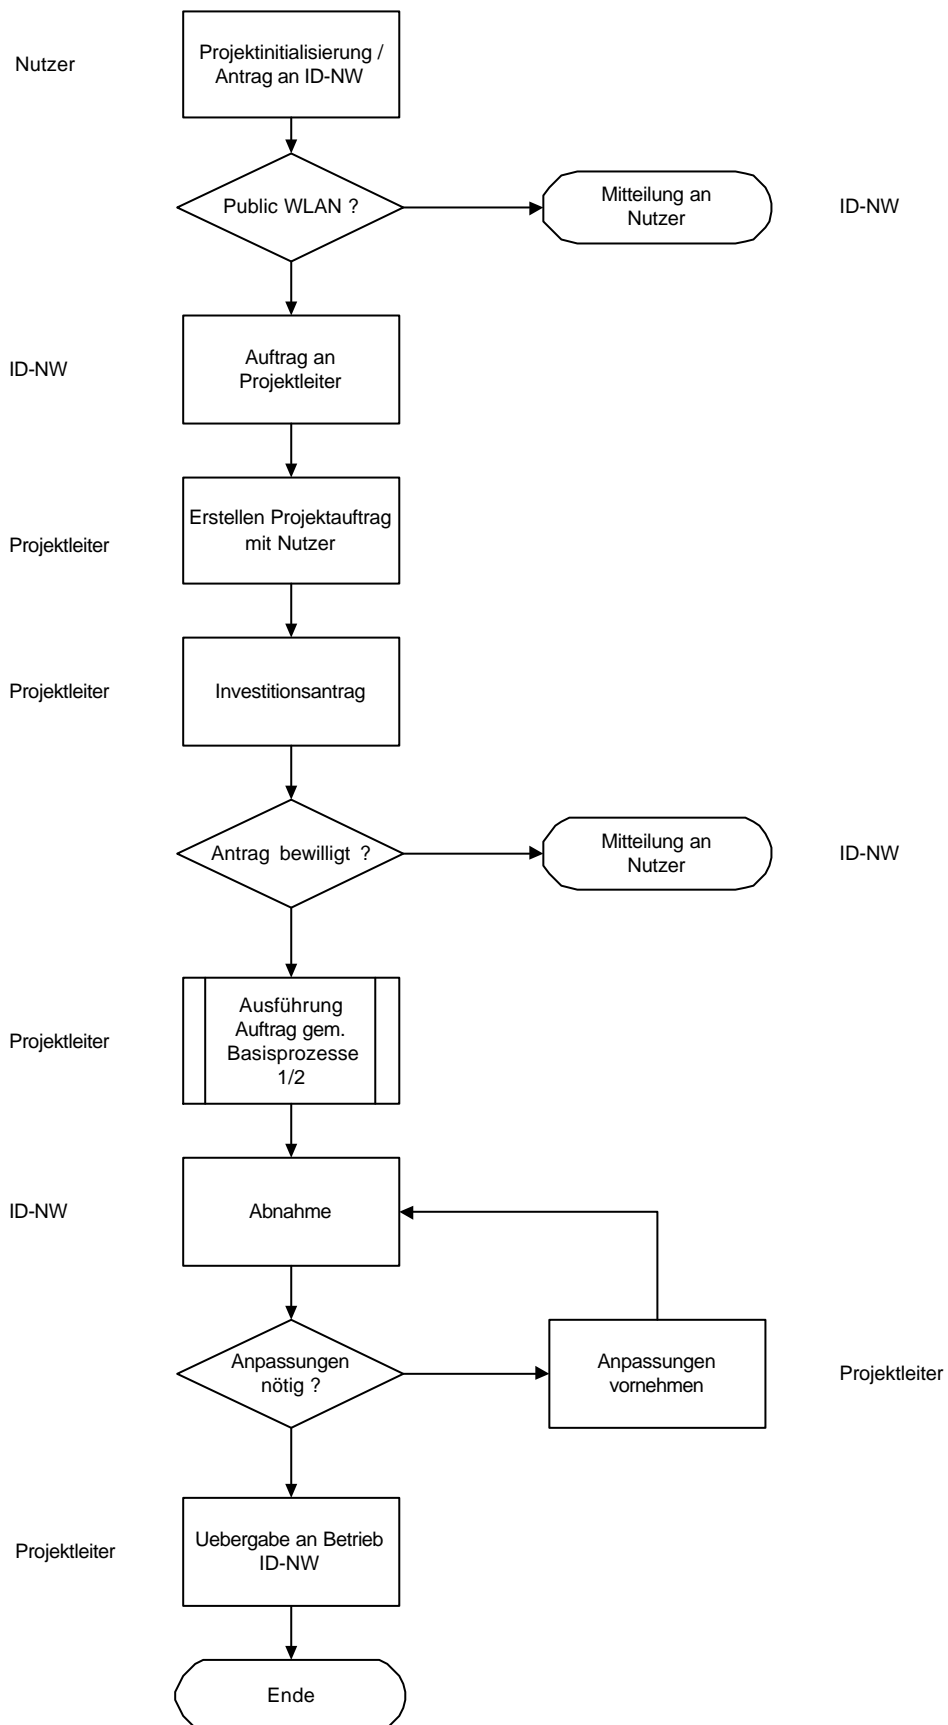 Nutzer
Projektinitialisierung /
Antrag an ID-NW
Public WLAN ?
Mitteilung an
Nutzer
ID-NW
ID-NW
Auftrag an
Projektleiter
Projektleiter
Erstellen Projektauftrag
mit Nutzer
Projektleiter
Investitionsantrag
Antrag bewilligt ?
Mitteilung an
Nutzer
ID-NW
Projektleiter
Ausführung
Auftrag gem.
Basisprozesse
1/2
ID-NW
Abnahme
Anpassungen
nötig ?
Anpassungen
vornehmen
Projektleiter
Projektleiter
Uebergabe an Betrieb
ID-NW
Ende